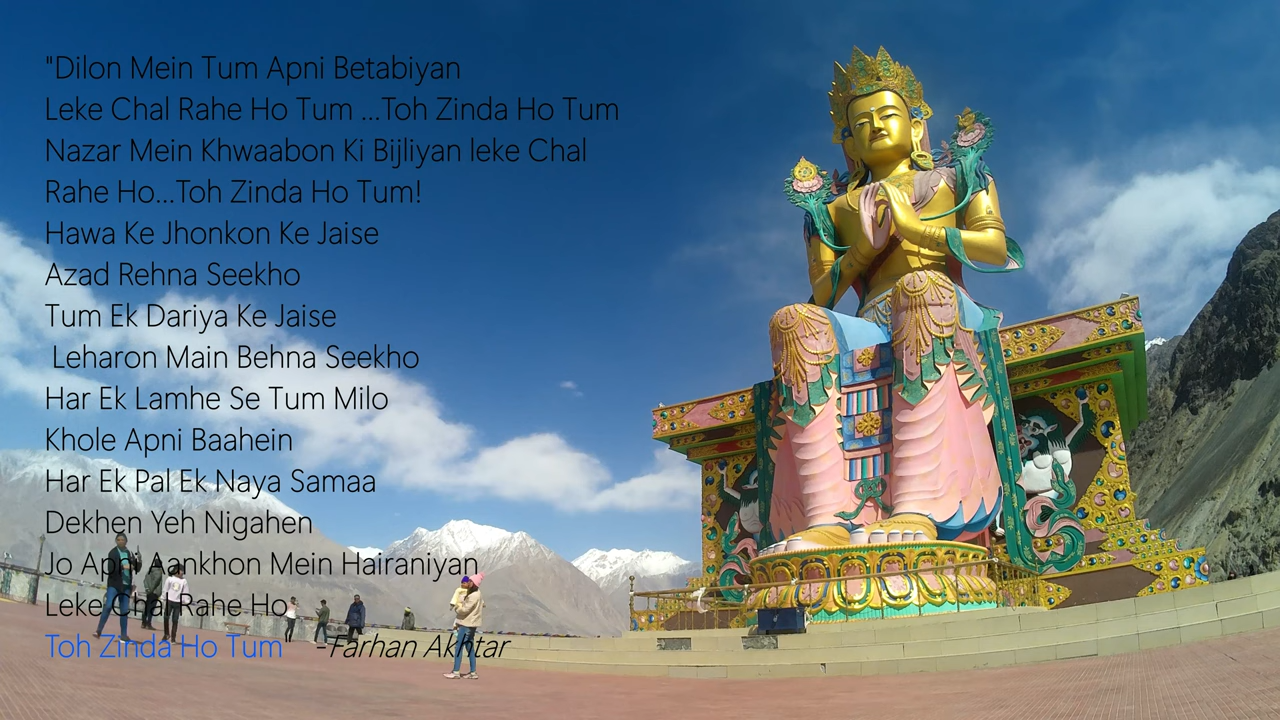 "Dilon Mein Tum Apni Betabiyan
Leke Chal Rahe Ho Tum ...Toh Zinda Ho Tum
Nazar Mein Khwaabon Ki Bijliyan leke Chal
Rahe Ho...Toh Zinda Ho Tum!
Hawa Ke Jhonkon Ke Jaise
Azad Rehna Seekho
Tum Ek Dariya Ke Jaise
Leharon Main Behna Seekho
Har Ek Lamhe Se Tum Milo
Khole Apni Baahein
Har Ek Pal Ek Naya Samaa
Dekhen Yeh Nigahen
Jo Apni Aankhon Mein Hairaniyan
Leke Chal Rahe Ho
Toh Zinda Ho Tum -Farhan Akhtar